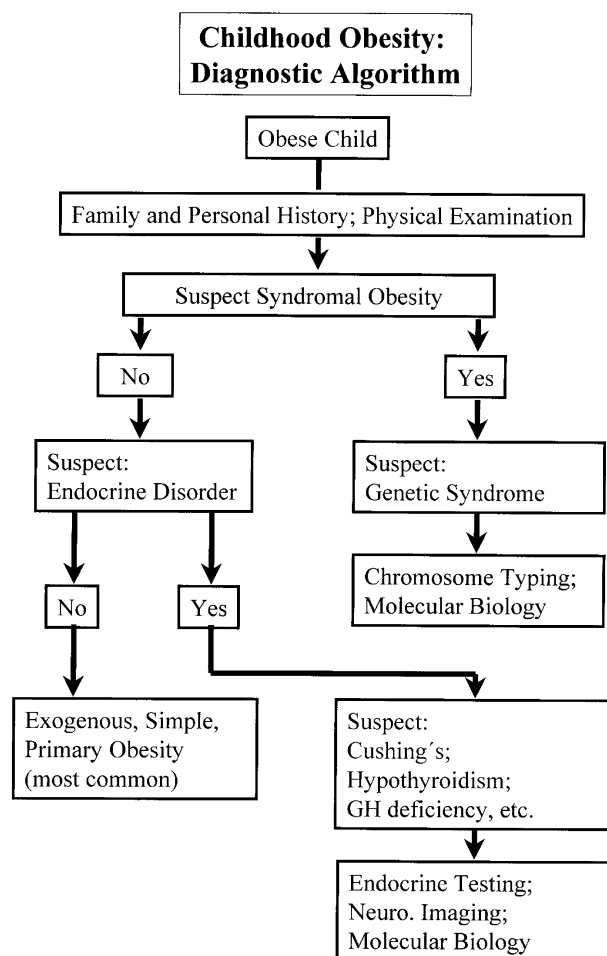 Childhood Obesity:
Diagnostic Algorithm
Obese Child
Family and Personal History; Physical Examination
Suspect Syndromal Obesity
No
Yes
Suspect:
Endocrine Disorder
Suspect:
Genetic Syndrome
Chromosome Typing;
Molecular Biology
No
Yes
Exogenous, Simple,
Primary Obesity
(most common)
Suspect:
Cushing´s;
Hypothyroidism;
GH deficiency, etc.
Endocrine Testing;
Neuro. Imaging;
Molecular Biology